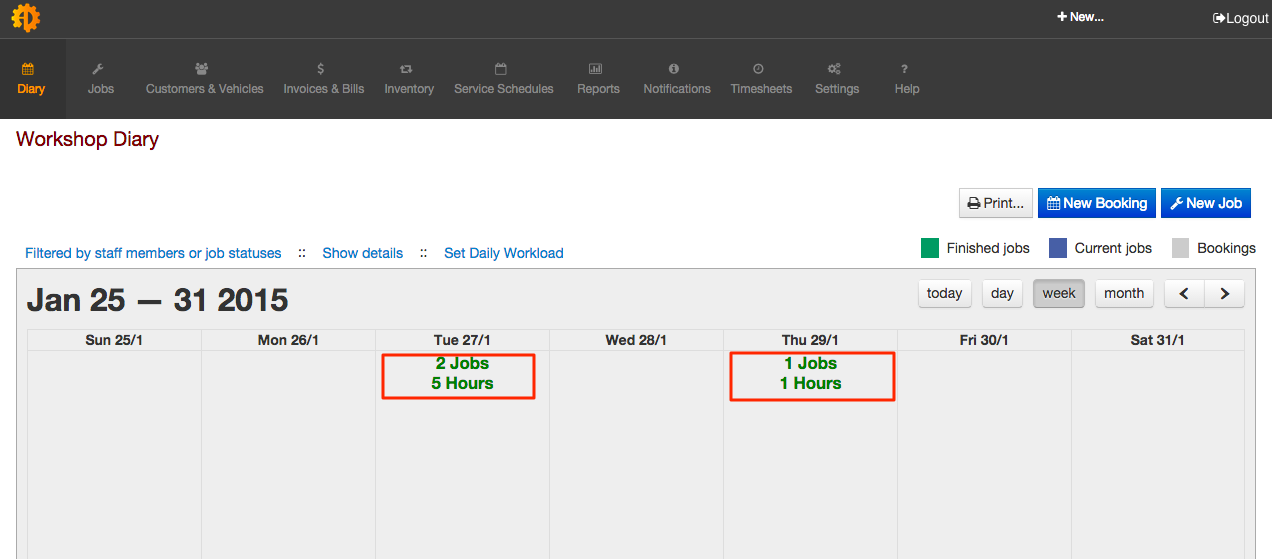 New...
Logout
Diary
Jobs
Customers & Vehicles
Invoices & Bills
Inventory
Service Schedules
Reports
Notifications
Timesheets
Settings
? Help
Workshop Diary
Print...
New Booking
New Job
Filtered by staff members or job statuses :: Show details :: Set Daily Workload
Finished jobs
Current jobs
Bookings
Jan 25 — 31 2015
today
day
week
month
Sun 25/1
Mon 26/1
Tue 27/1
Wed 28/1
Thu 29/1
Fri 30/1
Sat 31/1
2 Jobs
5 Hours
1 Jobs
1 Hours